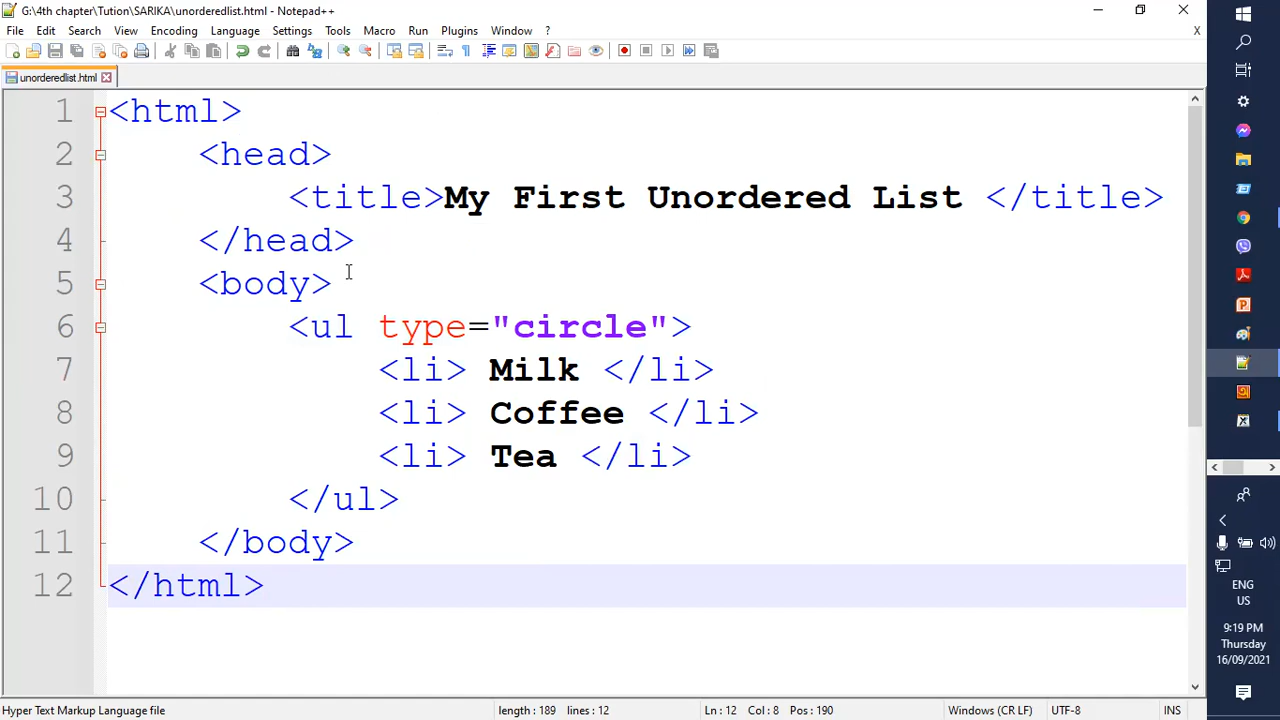 G:\4th chapter\Tution\SARIKA\unorderedlist.html - Notepad++
File Edit Search View Encoding Language Settings Tools Macro Run Plugins Window ? X
unorderedlist.html
1 <html>
2 <head>
3 <title>My First Unordered List </title>
4 </head>
5 <body>
6 <ul type="circle">
7 <li> Milk </li>
8 <li> Coffee </li>
9 <li> Tea </li>
10 </ul>
11 </body>
12 </html>
Hyper Text Markup Language file length : 189 lines : 12 Ln : 12 Col : 8 Pos : 190 Windows (CR LF) UTF-8 INS
ENG
US
9:19 PM
Thursday
16/09/2021